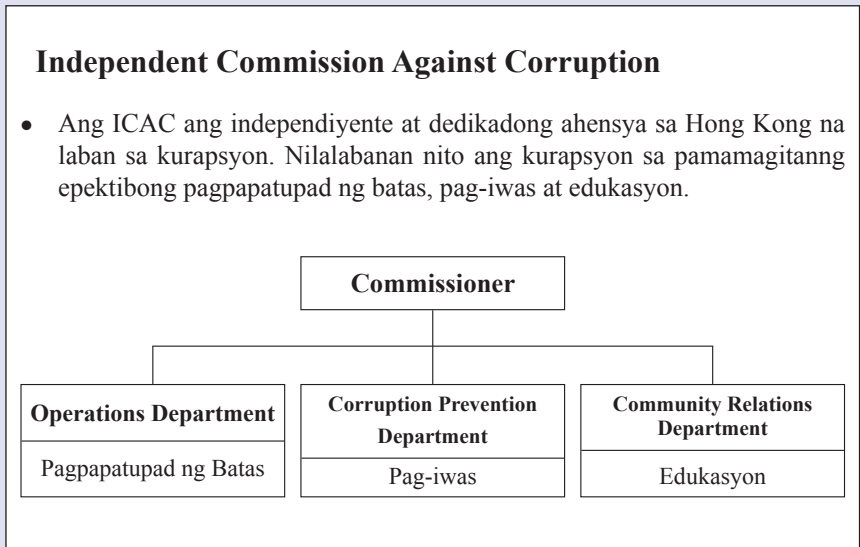 Independent Commission Against Corruption
• Ang ICAC ang independiyente at dedikadong ahensya sa Hong Kong na
laban sa kurapsyon. Nilalabanan nito ang kurapsyon sa pamamagitanng
epektibong pagpapatupad ng batas, pag-iwas at edukasyon.
Commissioner
Operations Department
Pagpapatupad ng Batas
Corruption Prevention
Department
Pag-iwas
Community Relations
Department
Edukasyon